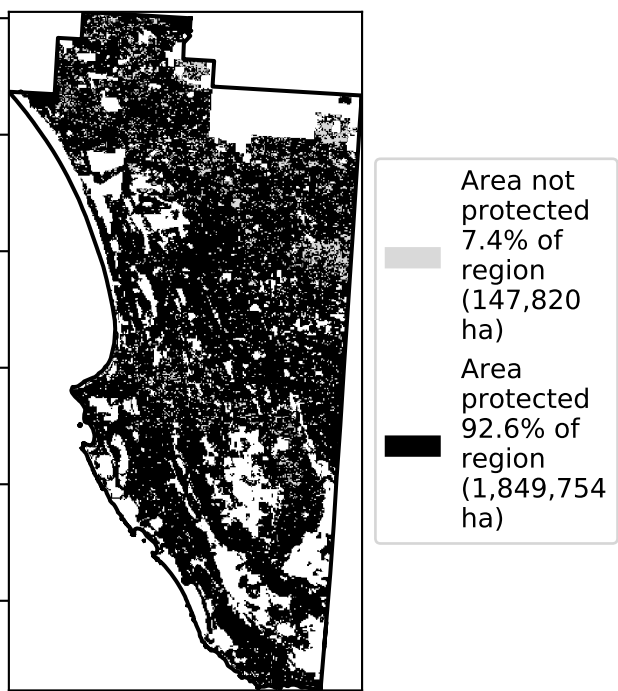 Area not
protected
7.4% of
region
(147,820
ha)
Area
protected
92.6% of
region
(1,849,754
ha)